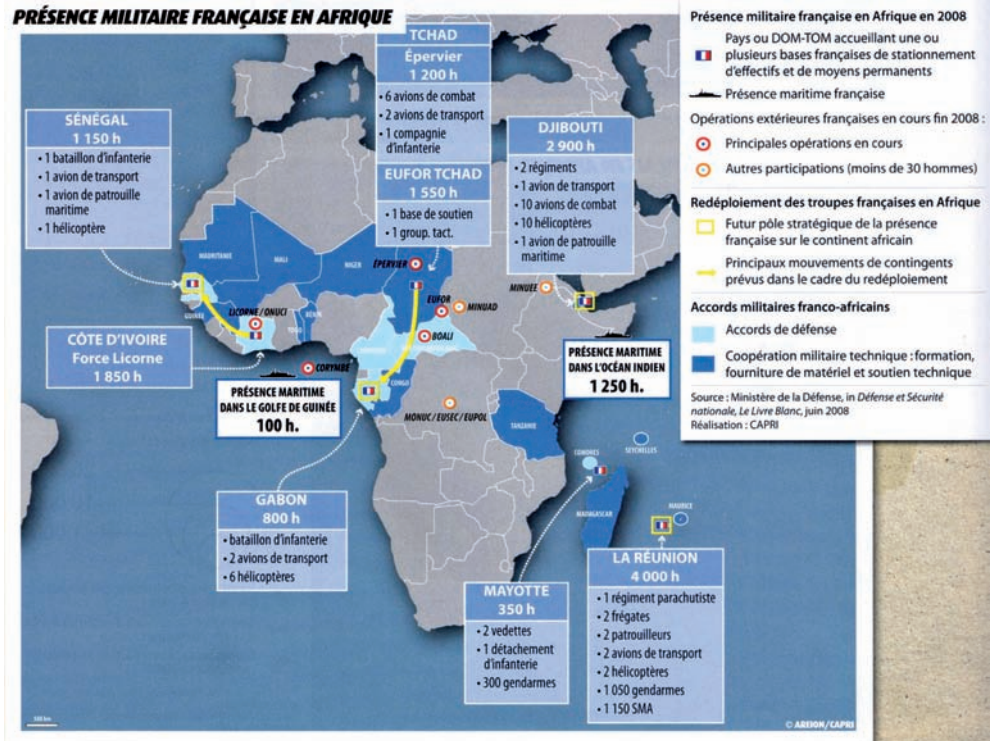 PRÉSENCE MILITAIRE FRANÇAISE EN AFRIQUE
TCHAD
Épervier
1 200 h
• 6 avions de combat
• 2 avions de transport
• 1 compagnie
d'infanterie
EUFOR TCHAD
1 550 h
• 1 base de soutien
• 1 group. tact.
SÉNÉGAL
1 150 h
• 1 bataillon d'infanterie
• 1 avion de transport
• 1 avion de patrouille
maritime
• 1 hélicoptère
DJIBOUTI
2 900 h
• 2 régiments
• 1 avion de transport
• 10 avions de combat
• 10 hélicoptères
• 1 avion de patrouille
maritime
MAURITANIE
MALI
NIGER
ÉPERVIER
MINUEE
EUFOR
MINUAD
GUINÉE
LICORNE / ONUCI
TOGO
BÉNIN
BOALI
CÔTE D'IVOIRE
Force Licorne
1 850 h
CORYMBE
PRÉSENCE MARITIME
DANS LE GOLFE DE GUINÉE
100 h.
PRÉSENCE MARITIME
DANS L'OCÉAN INDIEN
1 250 h.
CONGO
MONUC / EUSEC / EUPOL
TANZANIE
COMORES
SEYCHELLES
MADAGASCAR
MAURICE
GABON
800 h
• bataillon d'infanterie
• 2 avions de transport
• 6 hélicoptères
MAYOTTE
350 h
• 2 vedettes
• 1 détachement
d'infanterie
• 300 gendarmes
LA RÉUNION
4 000 h
• 1 régiment parachutiste
• 2 frégates
• 2 patrouilleurs
• 2 avions de transport
• 2 hélicoptères
• 1 050 gendarmes
• 1 150 SMA
© AREION/CAPRI
Présence militaire française en Afrique en 2008
Pays ou DOM-TOM accueillant une ou
plusieurs bases françaises de stationnement
d'effectifs et de moyens permanents
Présence maritime française
Opérations extérieures françaises en cours fin 2008 :
Principales opérations en cours
Autres participations (moins de 30 hommes)
Redéploiement des troupes françaises en Afrique
Futur pôle stratégique de la présence
française sur le continent africain
Principaux mouvements de contingents
prévus dans le cadre du redéploiement
Accords militaires franco-africains
Accords de défense
Coopération militaire technique : formation,
fourniture de matériel et soutien technique
Source : Ministère de la Défense, in Défense et Sécurité
nationale, Le Livre Blanc, juin 2008
Réalisation : CAPRI